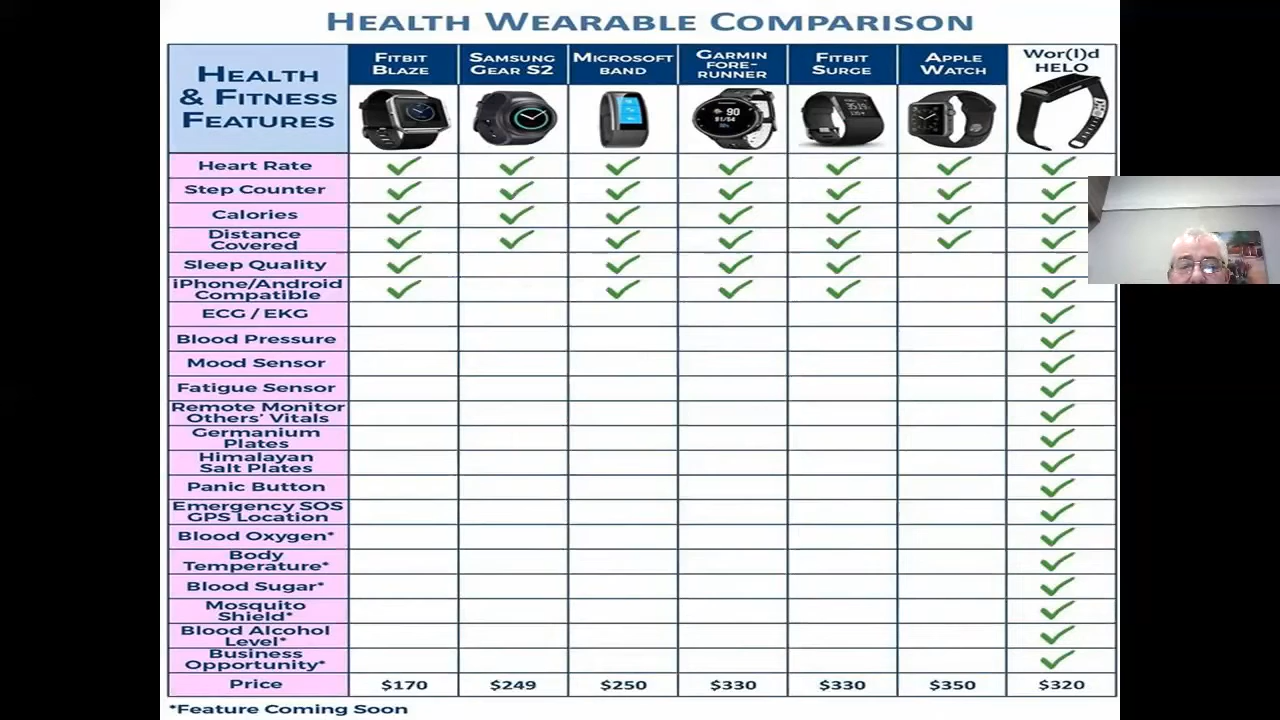 HEALTH WEARABLE COMPARISON
HEALTH & FITNESS FEATURES
FITBIT BLAZE
SAMSUNG GEAR S2
MICROSOFT BAND
GARMIN FORE-RUNNER
FITBIT SURGE
APPLE WATCH
Wor(l)d HELO
90
Heart Rate
Step Counter
Calories
Distance
Covered
Sleep Quality
iPhone/Android
Compatible
ECG / EKG
Blood Pressure
Mood Sensor
Fatigue Sensor
Remote Monitor
Others' Vitals
Germanium
Plates
Himalayan
Salt Plates
Panic Button
Emergency SOS
GPS Location
Blood Oxygen*
Body
Temperature*
Blood Sugar*
Mosquito
Shield*
Blood Alcohol
Level*
Business
Opportunity*
Price $170 $249 $250 $330 $330 $350 $320
*Feature Coming Soon